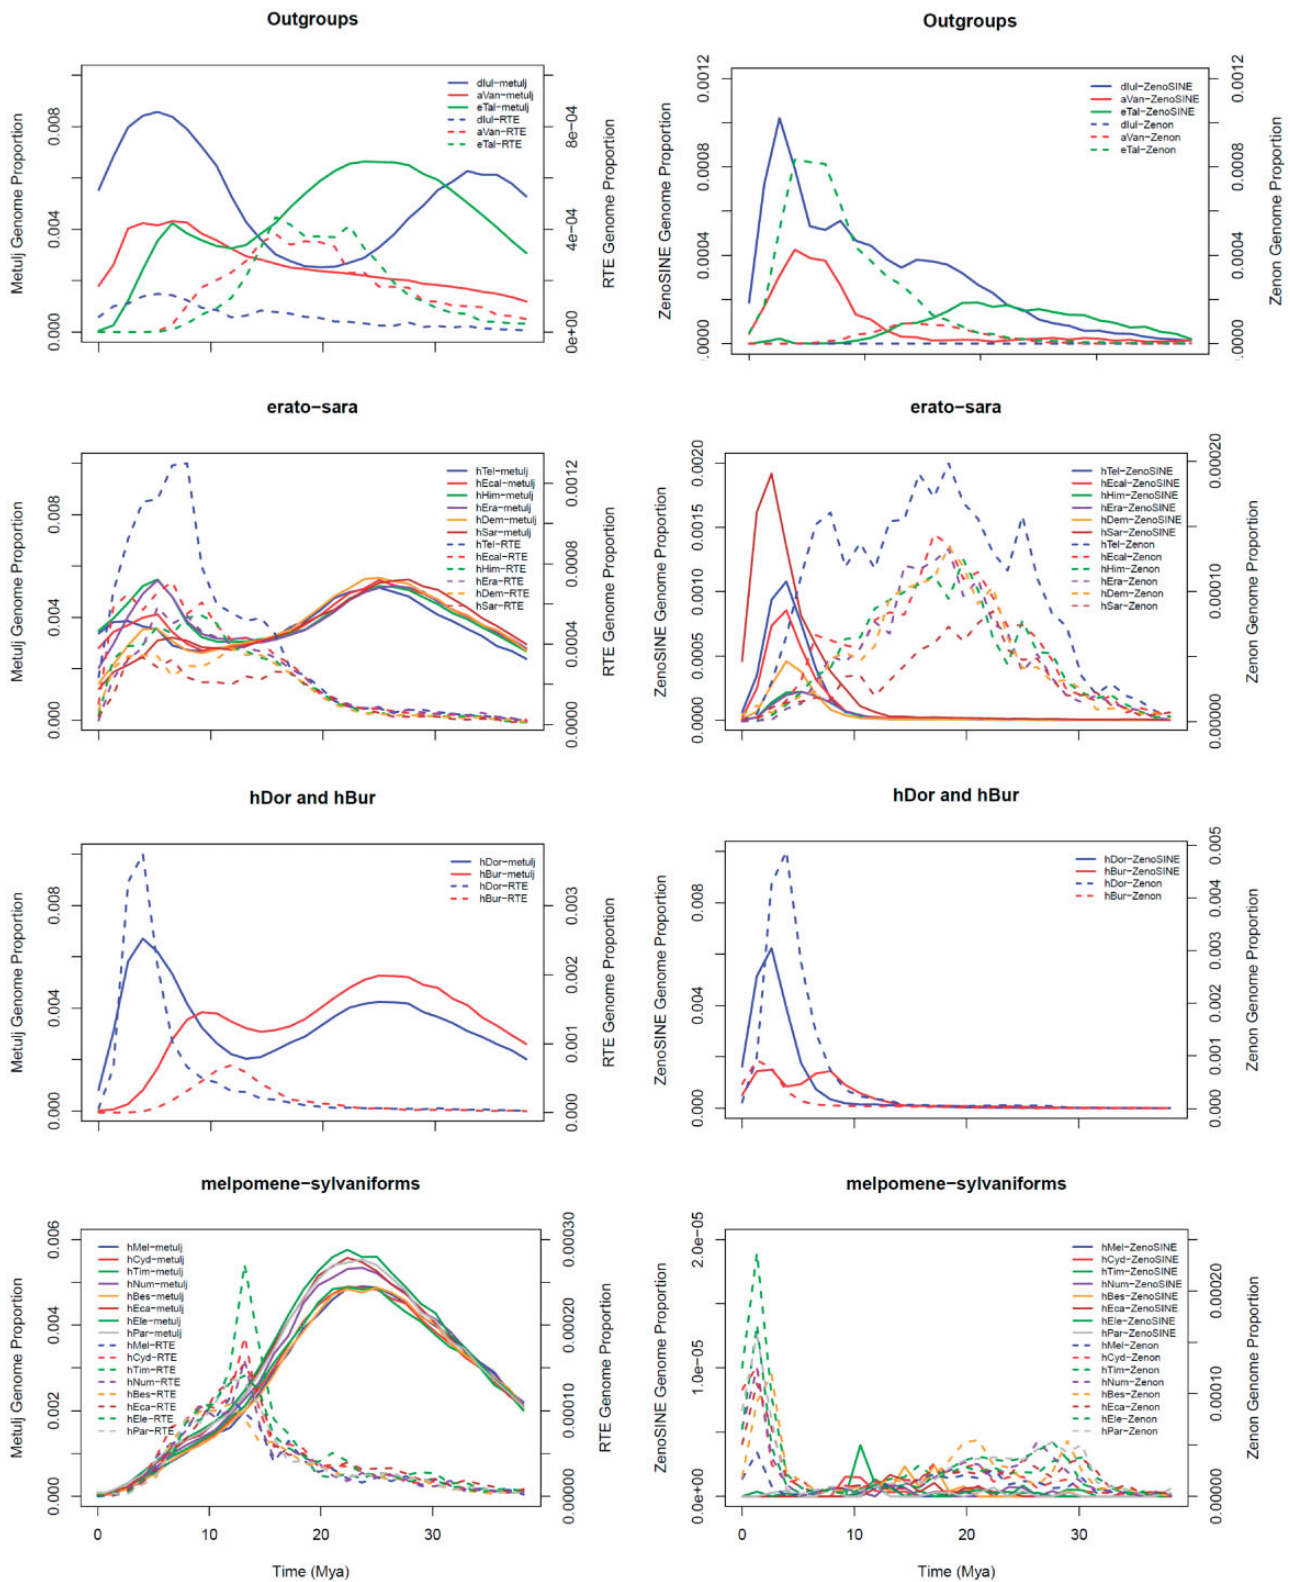 Outgroups
Metulj Genome Proportion
0.000
0.004
0.008
dIul−metulj
aVan−metulj
eTal−metulj
dIul−RTE
aVan−RTE
eTal−RTE
0e+00
4e−04
8e−04
RTE Genome Proportion
Outgroups
ZenoSINE Genome Proportion
.0000
0.0004
0.0008
0.0012
dIul−ZenoSINE
aVan−ZenoSINE
eTal−ZenoSINE
dIul−Zenon
aVan−Zenon
eTal−Zenon
.0000
0.0004
0.0008
0.0012
Zenon Genome Proportion
erato−sara
Metulj Genome Proportion
0.000
0.004
0.008
hTel−metulj
hEcal−metulj
hHim−metulj
hEra−metulj
hDem−metulj
hSar−metulj
hTel−RTE
hEcal−RTE
hHim−RTE
hEra−RTE
hDem−RTE
hSar−RTE
0.0000
0.0004
0.0008
0.0012
RTE Genome Proportion
erato−sara
ZenoSINE Genome Proportion
0.0000
0.0005
0.0010
0.0015
0.0020
hTel−ZenoSINE
hEcal−ZenoSINE
hHim−ZenoSINE
hEra−ZenoSINE
hDem−ZenoSINE
hSar−ZenoSINE
hTel−Zenon
hEcal−Zenon
hHim−Zenon
hEra−Zenon
hDem−Zenon
hSar−Zenon
0.00000
0.00010
0.00020
Zenon Genome Proportion
hDor and hBur
Metulj Genome Proportion
0.000
0.004
0.008
hDor−metulj
hBur−metulj
hDor−RTE
hBur−RTE
0.000
0.001
0.002
0.003
RTE Genome Proportion
hDor and hBur
ZenoSINE Genome Proportion
0.000
0.004
0.008
hDor−ZenoSINE
hBur−ZenoSINE
hDor−Zenon
hBur−Zenon
0.000
0.001
0.002
0.003
0.004
0.005
Zenon Genome Proportion
melpomene−sylvaniforms
Metulj Genome Proportion
0.000
0.002
0.004
0.006
hMel−metulj
hCyd−metulj
hTim−metulj
hNum−metulj
hBes−metulj
hEca−metulj
hEle−metulj
hPar−metulj
hMel−RTE
hCyd−RTE
hTim−RTE
hNum−RTE
hBes−RTE
hEca−RTE
hEle−RTE
hPar−RTE
0.00000
0.00010
0.00020
0.00030
RTE Genome Proportion
0
10
20
30
Time (Mya)
melpomene−sylvaniforms
ZenoSINE Genome Proportion
0.0e+00
1.0e−05
2.0e−05
hMel−ZenoSINE
hCyd−ZenoSINE
hTim−ZenoSINE
hNum−ZenoSINE
hBes−ZenoSINE
hEca−ZenoSINE
hEle−ZenoSINE
hPar−ZenoSINE
hMel−Zenon
hCyd−Zenon
hTim−Zenon
hNum−Zenon
hBes−Zenon
hEca−Zenon
hEle−Zenon
hPar−Zenon
0.00000
0.00010
0.00020
Zenon Genome Proportion
0
10
20
30
Time (Mya)